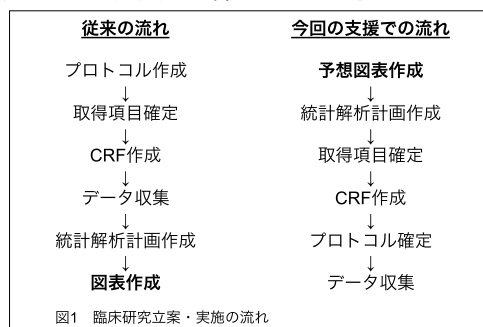 従来の流れ
プロトコル作成
↓
取得項目確定
↓
CRF作成
↓
データ収集
↓
統計解析計画作成
↓
図表作成
今回の支援での流れ
予想図表作成
↓
統計解析計画作成
↓
取得項目確定
↓
CRF作成
↓
プロトコル確定
↓
データ収集
図1 臨床研究立案・実施の流れ